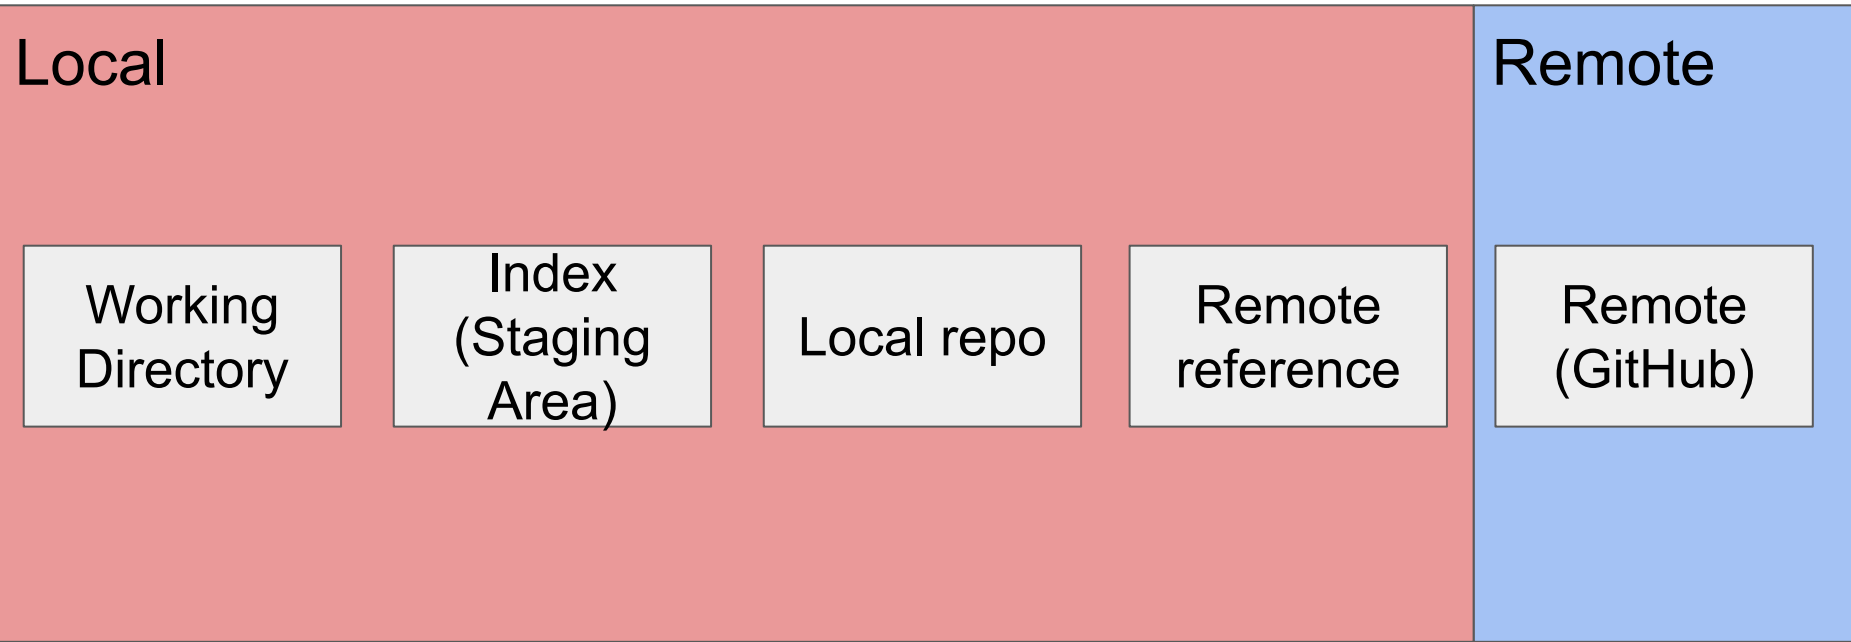 Local
Remote
Working
Directory
Index
(Staging
Area)
Local repo
Remote
reference
Remote
(GitHub)